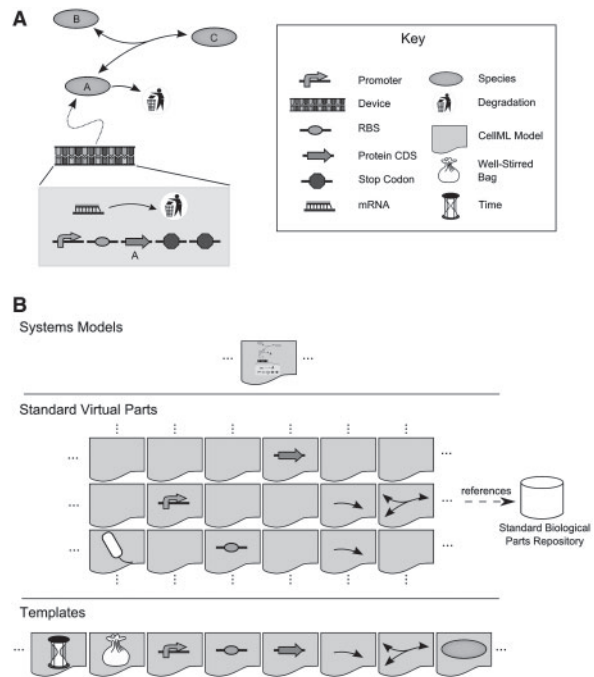 A
B
C
A
A
Key
Promoter
Species
Device
Degradation
RBS
CellML Model
Protein CDS
Well-Stirred
Bag
Stop Codon
mRNA
Time
B
Systems Models
... ...
Standard Virtual Parts
references
Standard Biological
Parts Repository
Templates